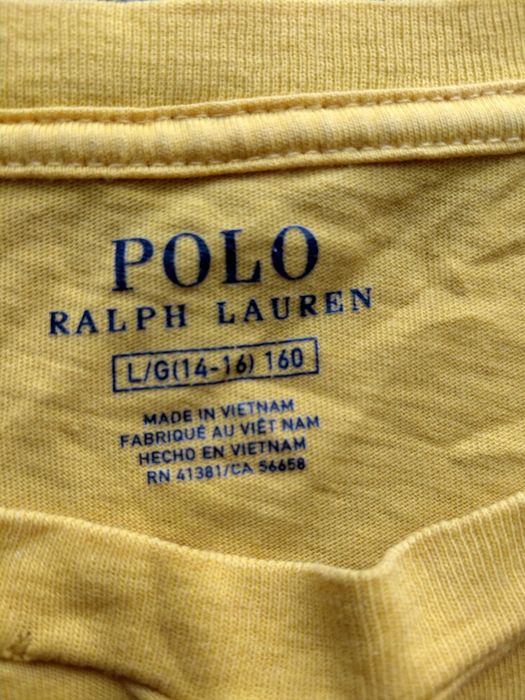 POLO
RALPH LAUREN
L/G(14-16) 160
MADE IN VIETNAM
FABRIQUÉ AU VIÊT NAM
HECHO EN VIETNAM
RN 41381/CA 56658